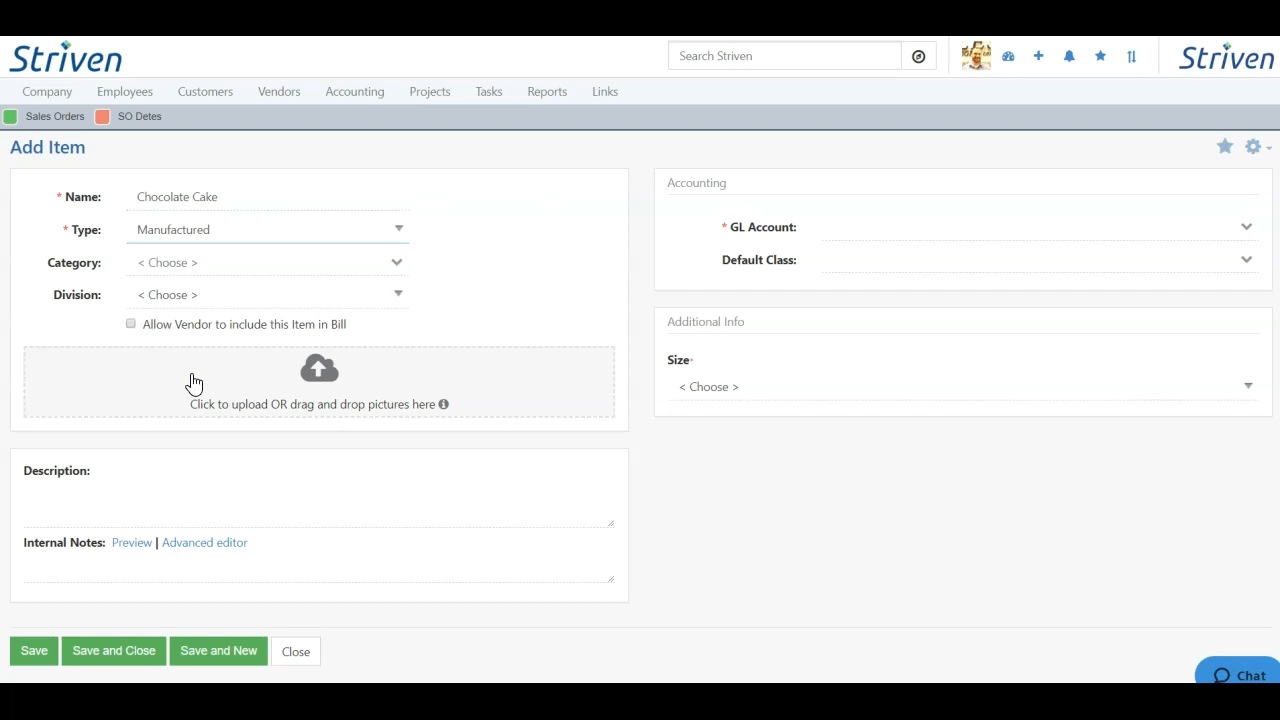 Striven
Search Striven
Striven
Company Employees Customers Vendors Accounting Projects Tasks Reports Links
Sales Orders SO Detes
Add Item
* Name: Chocolate Cake
* Type: Manufactured
Category: < Choose >
Division: < Choose >
Allow Vendor to include this Item in Bill
Click to upload OR drag and drop pictures here
Description:
Internal Notes: Preview | Advanced editor
Accounting
* GL Account:
Default Class:
Additional Info
Size*
< Choose >
Save Save and Close Save and New Close
Chat